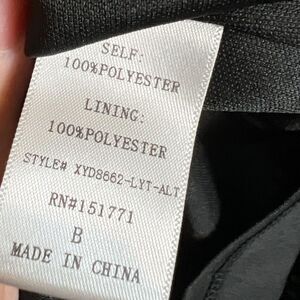 SELF:
100%POLYESTER
LINING:
100%POLYESTER
STYLE# XYD8662-LYT-ALT
RN#151771
B
MADE IN CHINA